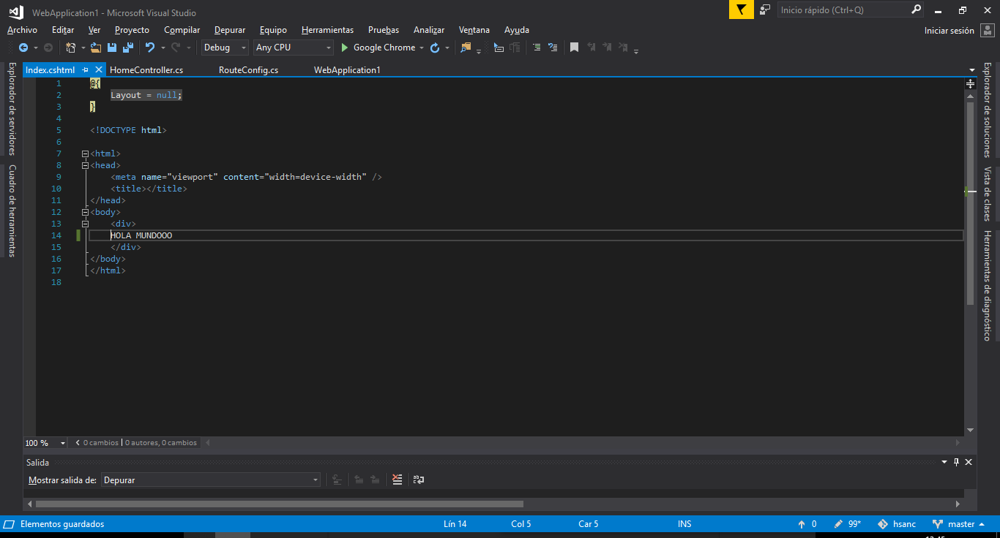 WebApplication1 - Microsoft Visual Studio
Inicio rápido (Ctrl+Q)
Archivo Editar Ver Proyecto Compilar Depurar Equipo Herramientas Pruebas Analizar Ventana Ayuda
Iniciar sesión
Debug Any CPU Google Chrome
Index.cshtml HomeController.cs RouteConfig.cs WebApplication1
Explorador de servidores
Cuadro de herramientas
1 @{
2 Layout = null;
3 }
4
5 <!DOCTYPE html>
6
7 <html>
8 <head>
9 <meta name="viewport" content="width=device-width" />
10 <title></title>
11 </head>
12 <body>
13 <div>
14 HOLA MUNDOOO
15 </div>
16 </body>
17 </html>
18
Explorador de soluciones
Vista de clases
Herramientas de diagnóstico
100 % 0 cambios | 0 autores, 0 cambios
Salida
Mostrar salida de: Depurar
Elementos guardados Lín 14 Col 5 Car 5 INS 0 99* hsanc master